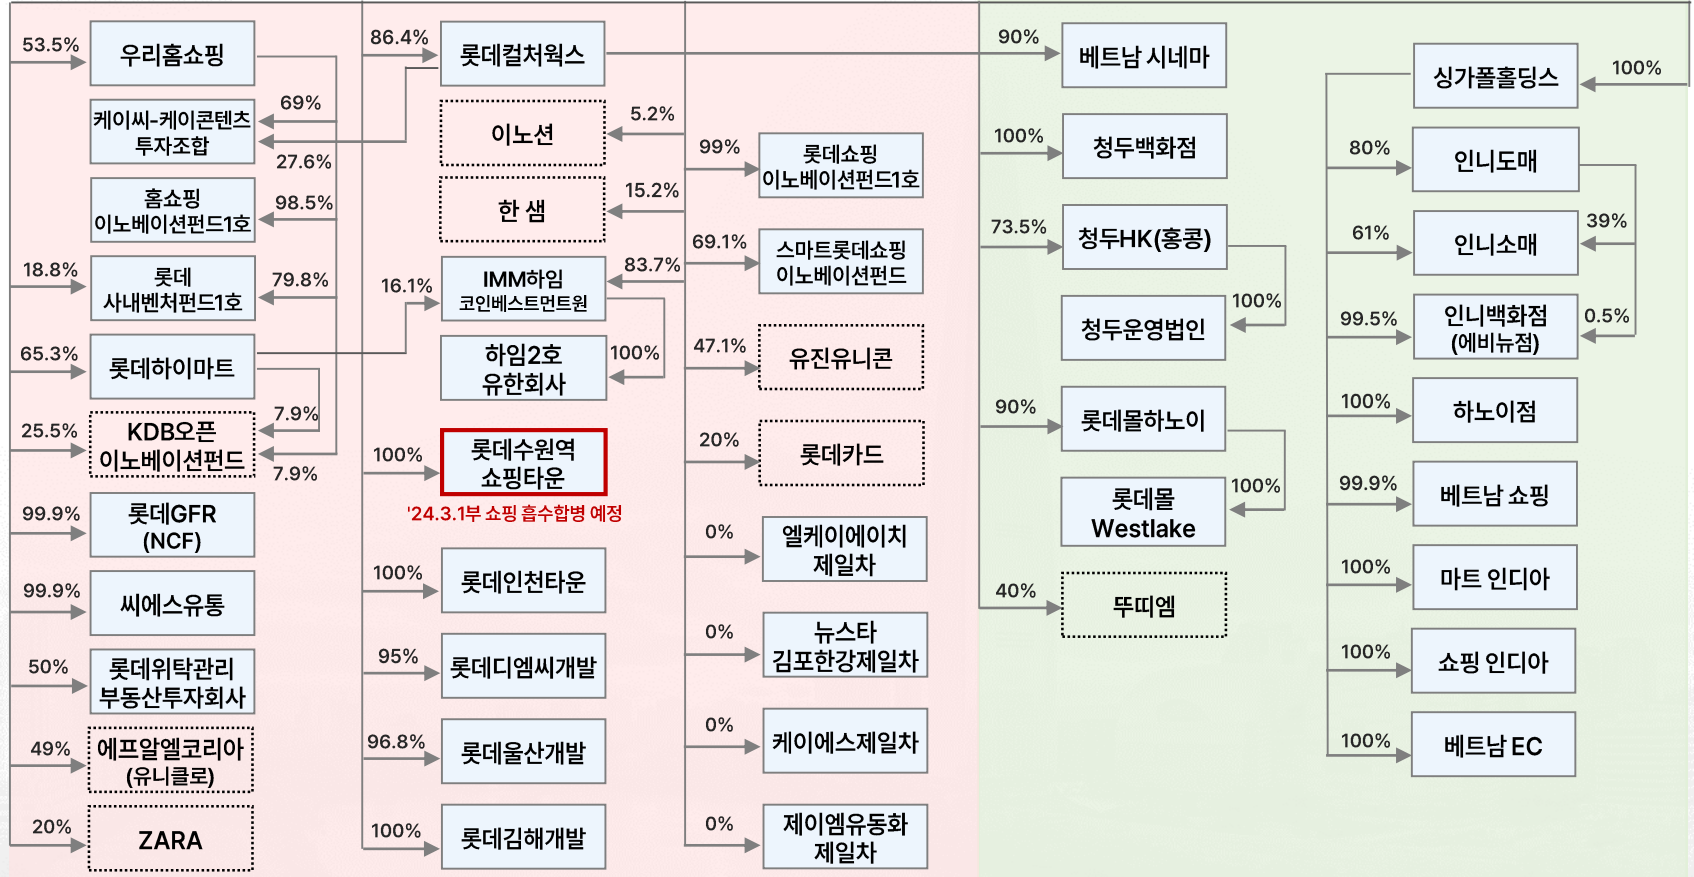 53.5%
우리홈쇼핑
케이씨-케이콘텐츠
투자조합
69%
27.6%
홈쇼핑
이노베이션펀드1호
98.5%
18.8%
롯데
사내벤처펀드1호
79.8%
65.3%
롯데하이마트
25.5%
KDB오픈
이노베이션펀드
7.9%
7.9%
99.9%
롯데GFR
(NCF)
99.9%
씨에스유통
50%
롯데위탁관리
부동산투자회사
49%
에프알엘코리아
(유니클로)
20%
ZARA
86.4%
롯데컬처웍스
이노션
5.2%
한 샘
15.2%
16.1%
IMM하임
코인베스트먼트원
83.7%
하임2호
유한회사
100%
100%
롯데수원역
쇼핑타운
'24.3.1부 쇼핑 흡수합병 예정
100%
롯데인천타운
95%
롯데디엠씨개발
96.8%
롯데울산개발
100%
롯데김해개발
99%
롯데쇼핑
이노베이션펀드1호
69.1%
스마트롯데쇼핑
이노베이션펀드
47.1%
유진유니콘
20%
롯데카드
0%
엘케이에이치
제일차
0%
뉴스타
김포한강제일차
0%
케이에스제일차
0%
제이엠유동화
제일차
90%
베트남 시네마
100%
청두백화점
73.5%
청두HK(홍콩)
청두운영법인
100%
90%
롯데몰하노이
롯데몰
Westlake
100%
40%
뚜띠엠
싱가폴홀딩스
100%
80%
인니도매
61%
인니소매
39%
99.5%
인니백화점
(에비뉴점)
0.5%
100%
하노이점
99.9%
베트남 쇼핑
100%
마트 인디아
100%
쇼핑 인디아
100%
베트남 EC